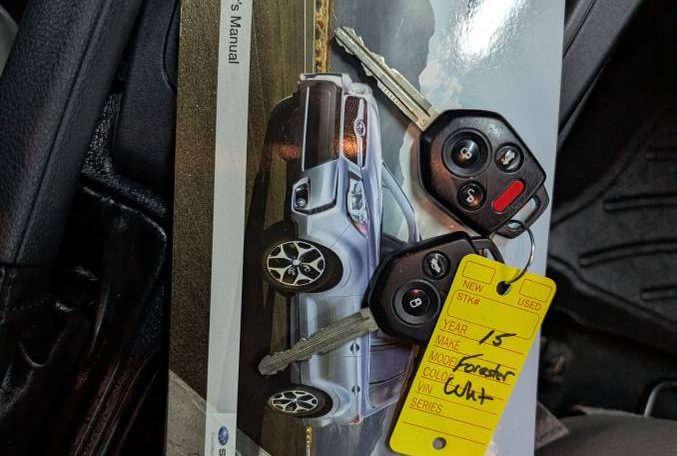 's Manual
S
NEW
USED
STK#
YEAR 15
MAKE
MODEL Forester
COLOR Wht
VIN
SERIES